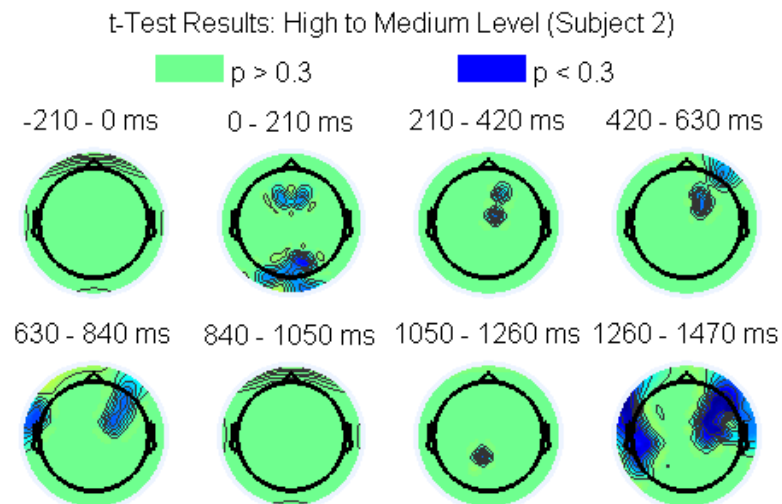 t-Test Results: High to Medium Level (Subject 2)
p > 0.3 p < 0.3
-210 - 0 ms 0 - 210 ms 210 - 420 ms 420 - 630 ms
630 - 840 ms 840 - 1050 ms 1050 - 1260 ms 1260 - 1470 ms